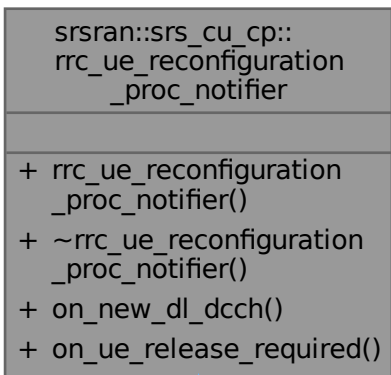 srsran::srs_cu_cp::
rrc_ue_reconfiguration
_proc_notifier
+ rrc_ue_reconfiguration
_proc_notifier()
+ ~rrc_ue_reconfiguration
_proc_notifier()
+ on_new_dl_dcch()
+ on_ue_release_required()